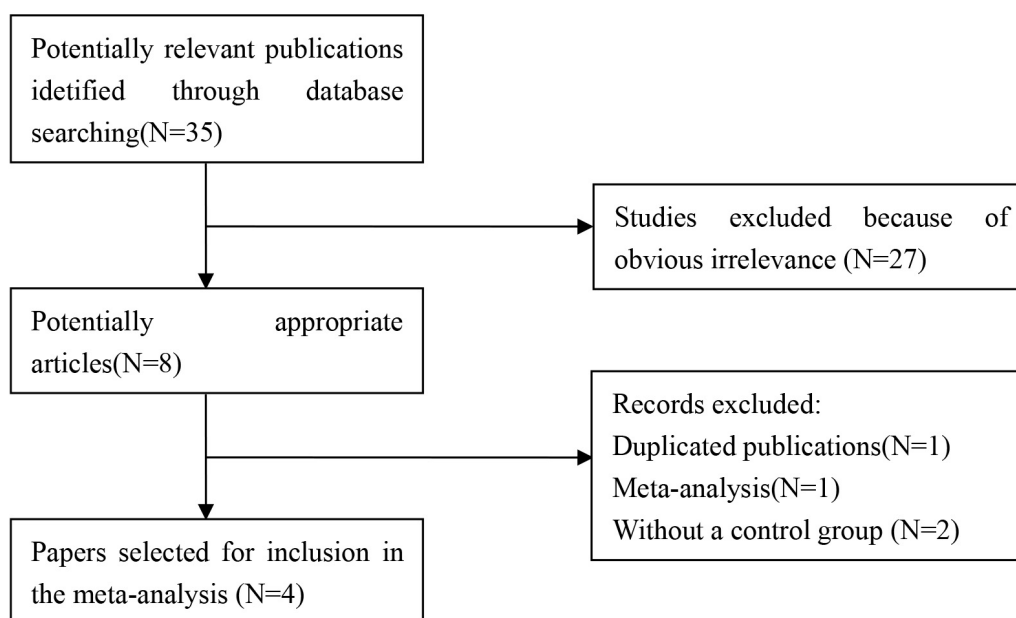 Potentially relevant publications
idetified through database
searching(N=35)
Studies excluded because of
obvious irrelevance (N=27)
Potentially appropriate
articles(N=8)
Records excluded:
Duplicated publications(N=1)
Meta-analysis(N=1)
Without a control group (N=2)
Papers selected for inclusion in
the meta-analysis (N=4)